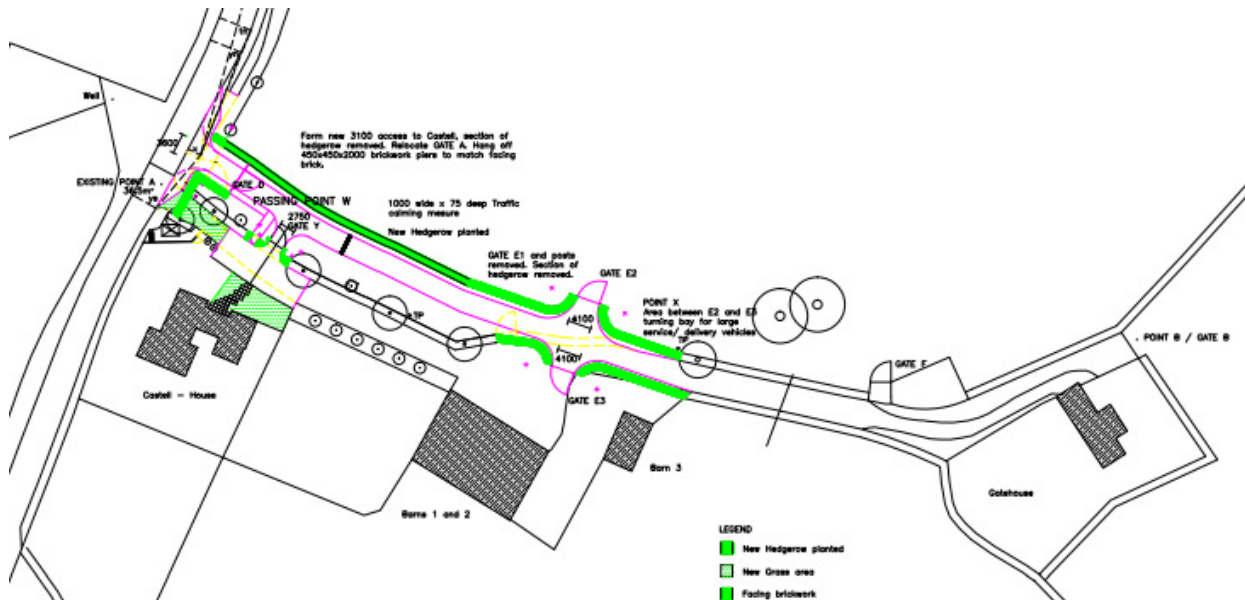 Well
3600
Form new 3100 access to Castell, section of
hedgerow removed. Relocate GATE A. Hang off
450x450x2000 brickwork piers to match facing
brick.
EXISTING POINT A
GATE D
PASSING POINT W
2750
GATE Y
1000 wide x 75 deep Traffic
calming mesure
New Hedgerow planted
GATE E1 and posts
removed. Section of
hedgerow removed.
GATE E2
POINT X
Area between E2 and E3
turning bay for large
service/ delivery vehicles
TP
4100
TP
4100
GATE E3
GATE F
POINT B / GATE B
Castell - House
Barn 3
Barns 1 and 2
Gatehouse
LEGEND
New Hedgerow planted
New Grass area
Facing brickwork